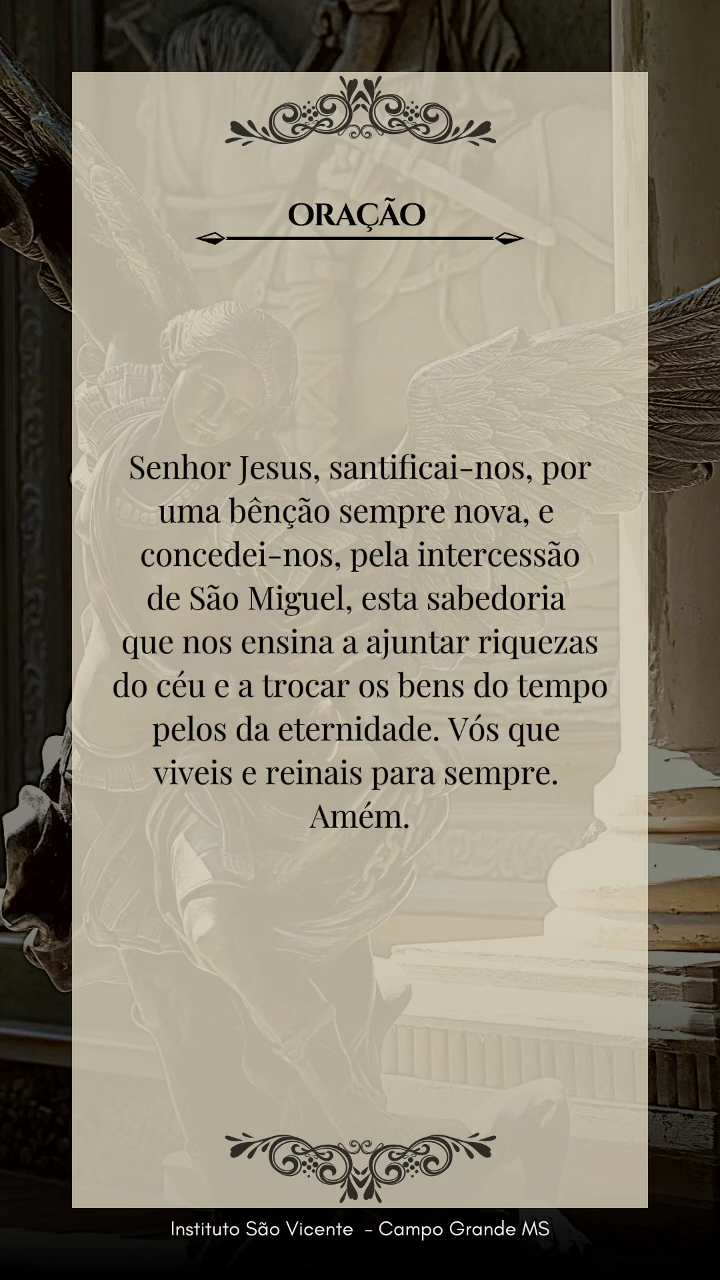 ORAÇÃO
Senhor Jesus, santificai-nos, por
uma bênção sempre nova, e
concedei-nos, pela intercessão
de São Miguel, esta sabedoria
que nos ensina a ajuntar riquezas
do céu e a trocar os bens do tempo
pelos da eternidade. Vós que
viveis e reinais para sempre.
Amém.
Instituto São Vicente - Campo Grande MS